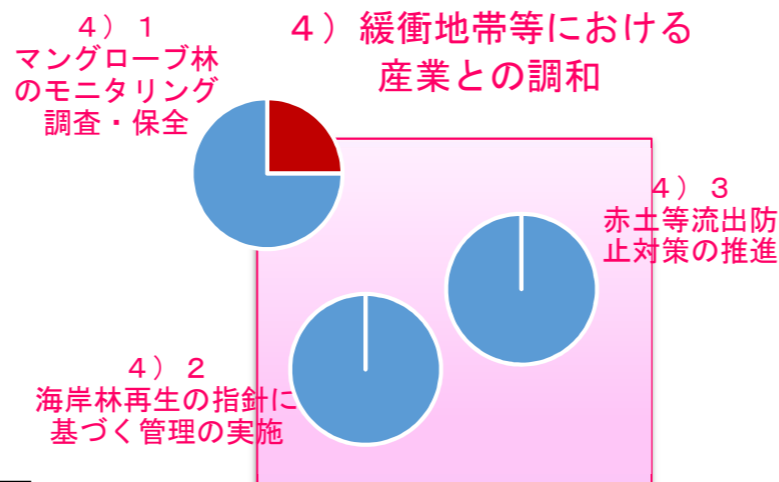 ４）緩衝地帯等における
産業との調和
４）１
マングローブ林
のモニタリング
調査・保全
４）３
赤土等流出防
止対策の推進
４）２
海岸林再生の指針に
基づく管理の実施